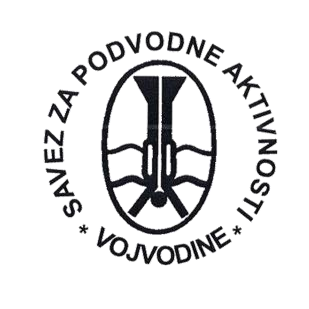 * SAVEZ ZA PODVODNE AKTIVNOSTI *
VOJVODINE